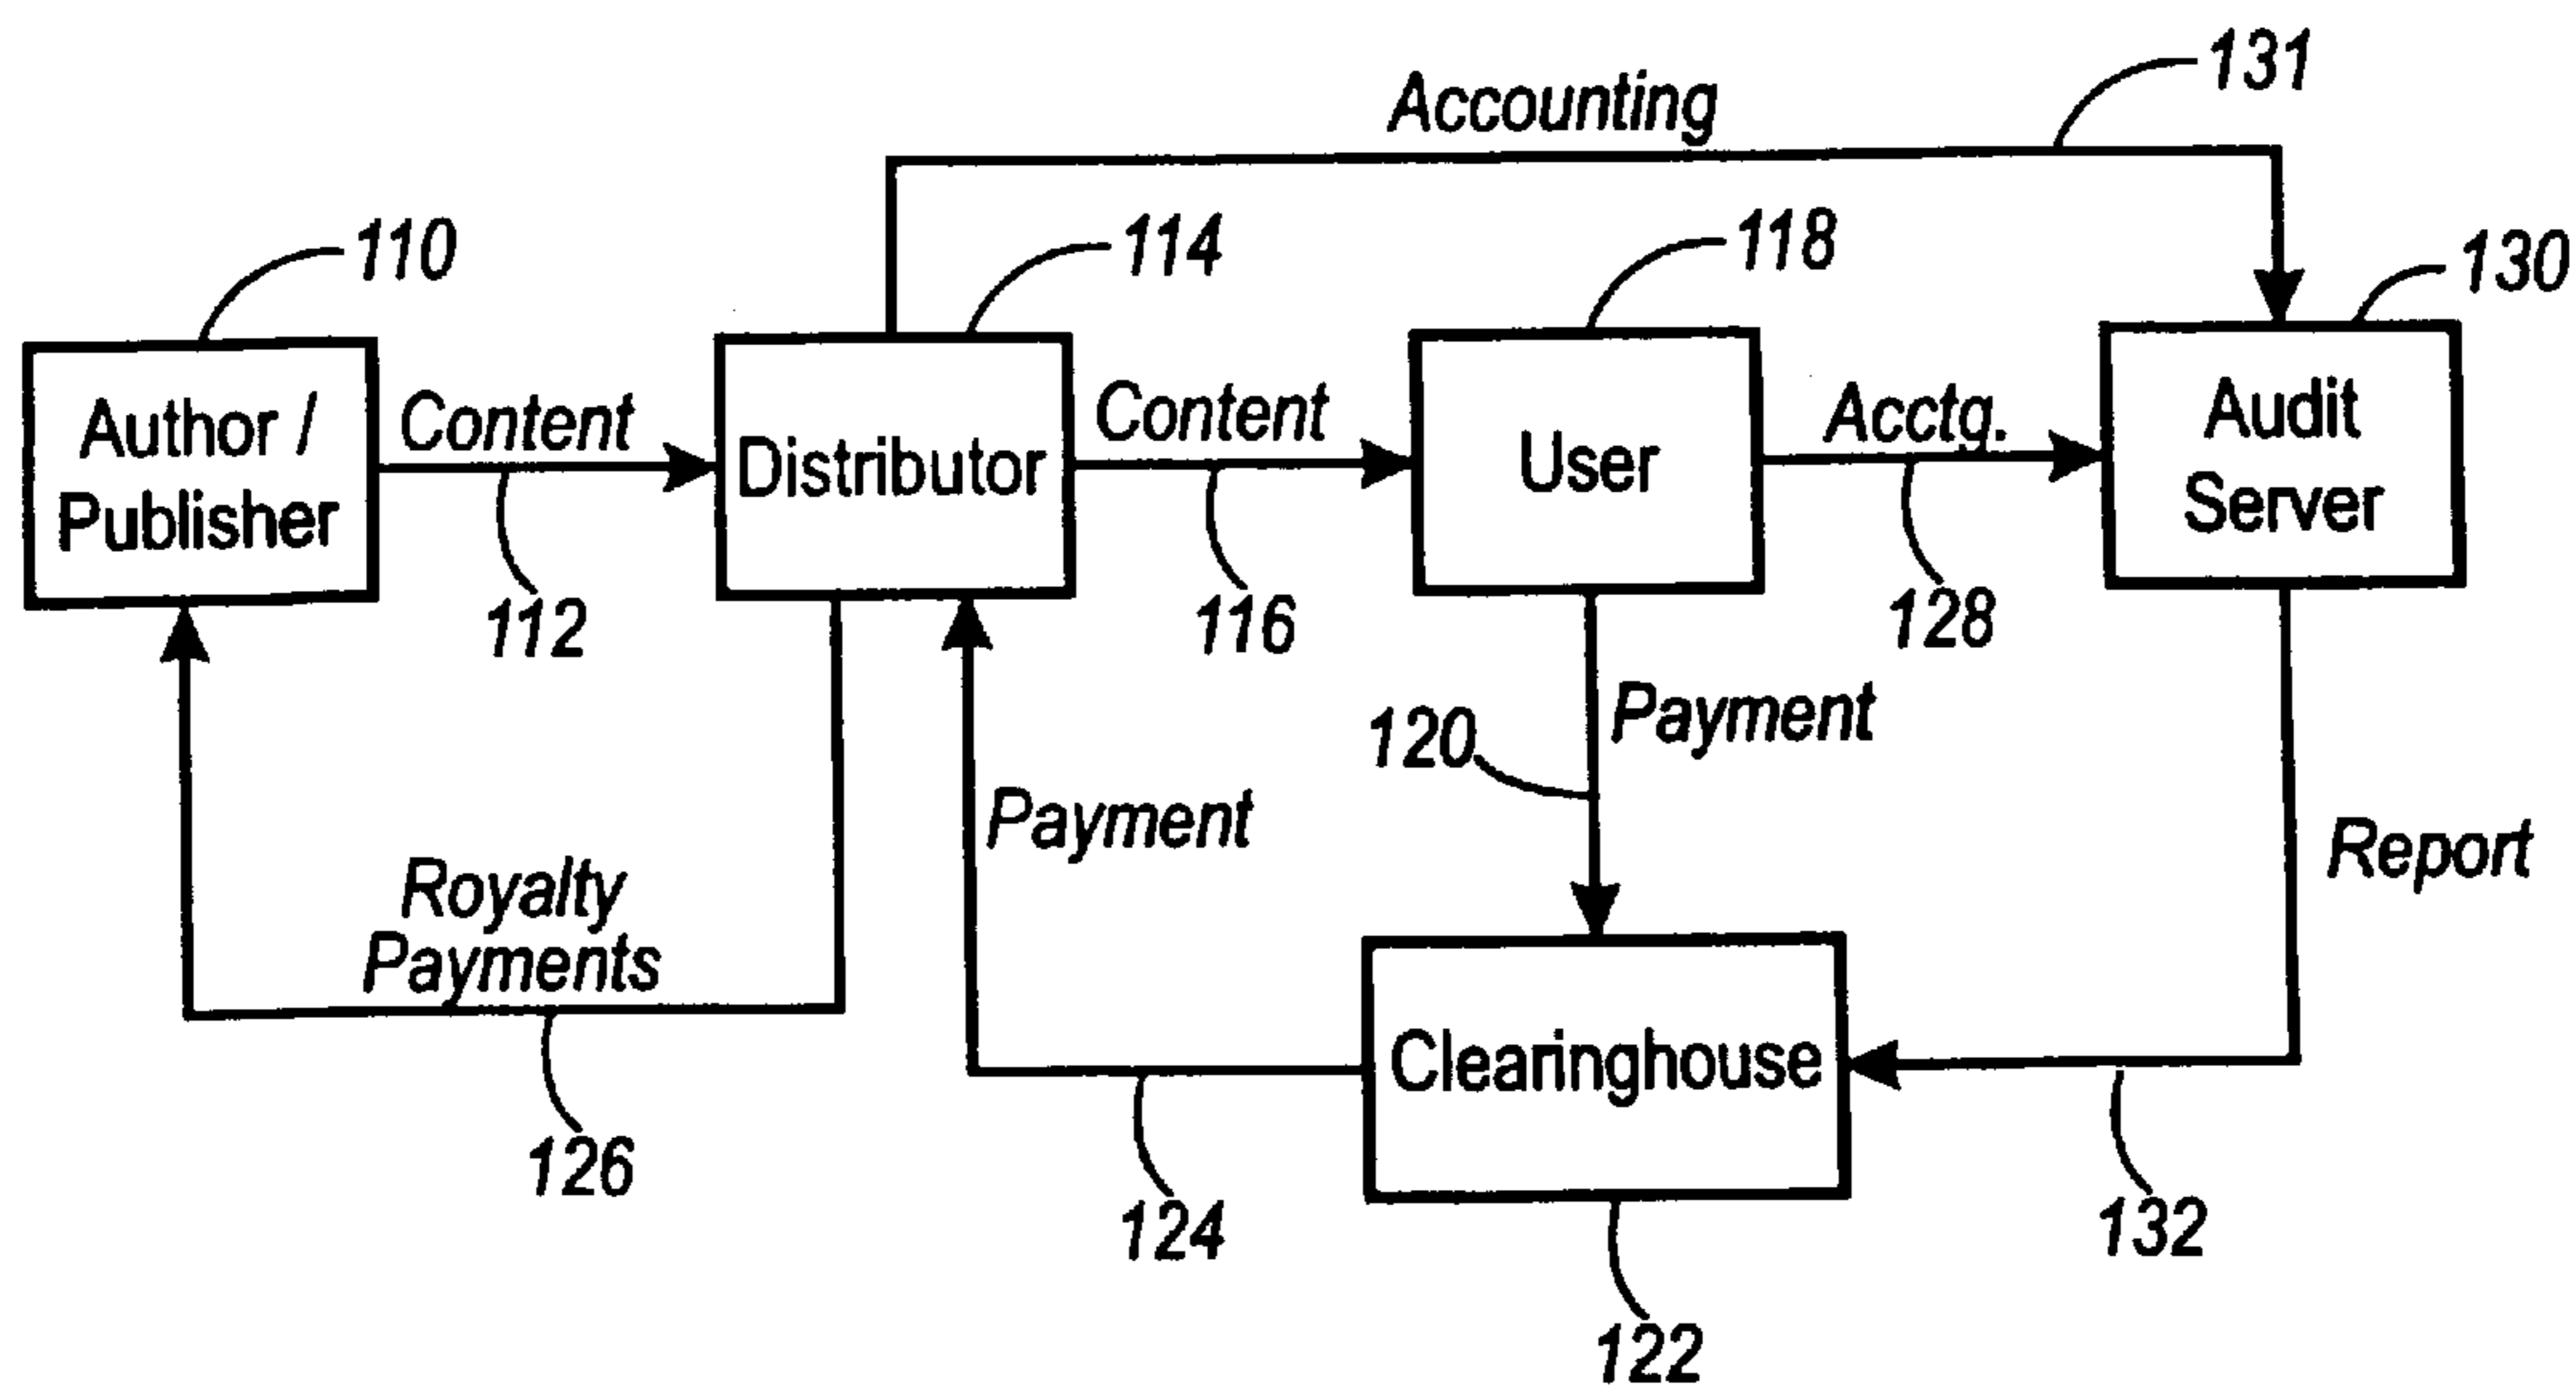 131
Accounting
110
114
118
130
Author /
Publisher
Content
Distributor
Content
User
Acctg.
Audit
Server
112
116
128
120
Payment
Payment
Report
Royalty
Payments
Clearinghouse
126
124
132
122